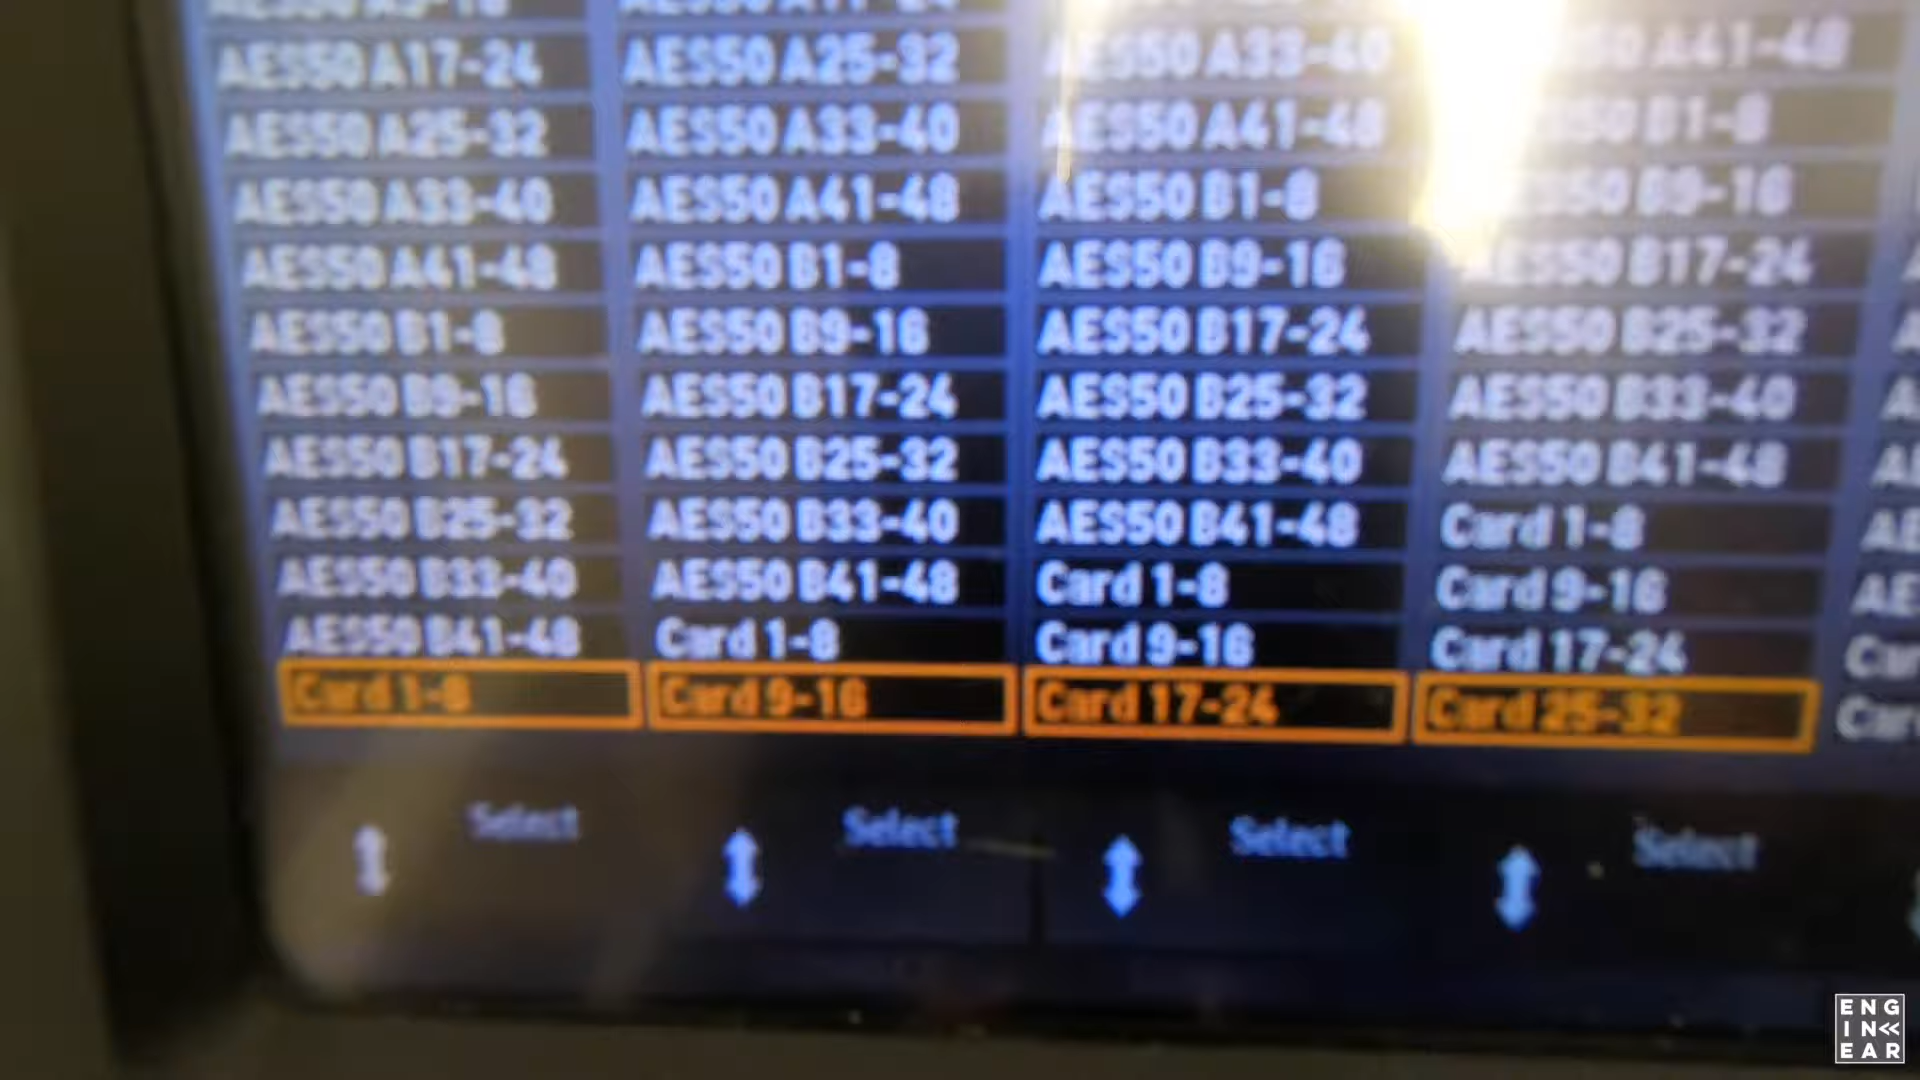 AES50 A17-24 AES50 A25-32 AES50 A33-40 A41-48
AES50 A25-32 AES50 A33-40 AES50 A41-48 B1-8
AES50 A33-40 AES50 A41-48 AES50 B1-8 B9-16
AES50 A41-48 AES50 B1-8 AES50 B9-16 AES50 B17-24
AES50 B1-8 AES50 B9-16 AES50 B17-24 AES50 B25-32
AES50 B9-16 AES50 B17-24 AES50 B25-32 AES50 B33-40
AES50 B17-24 AES50 B25-32 AES50 B33-40 AES50 B41-48
AES50 B25-32 AES50 B33-40 AES50 B41-48 Card 1-8
AES50 B33-40 AES50 B41-48 Card 1-8 Card 9-16
AES50 B41-48 Card 1-8 Card 9-16 Card 17-24
Card 1-8 Card 9-16 Card 17-24 Card 25-32
Select Select Select Select
ENG
IN
EAR